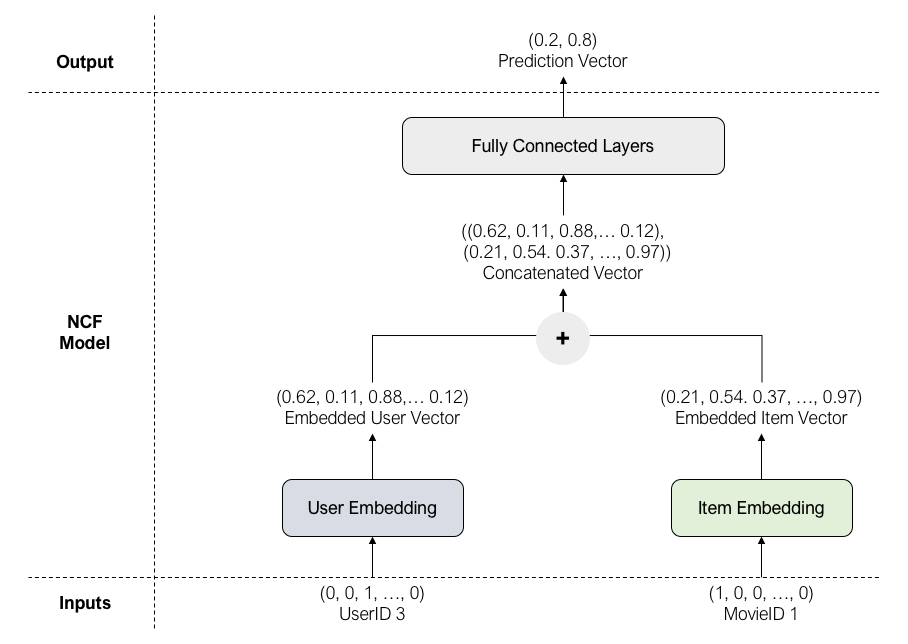 Output
(0.2, 0.8)
Prediction Vector
Fully Connected Layers
((0.62, 0.11, 0.88,... 0.12),
(0.21, 0.54. 0.37, ..., 0.97))
Concatenated Vector
NCF
Model
+
(0.62, 0.11, 0.88,... 0.12)
Embedded User Vector
(0.21, 0.54. 0.37, ..., 0.97)
Embedded Item Vector
User Embedding
Item Embedding
Inputs
(0, 0, 1, ..., 0)
UserID 3
(1, 0, 0, ..., 0)
MovieID 1